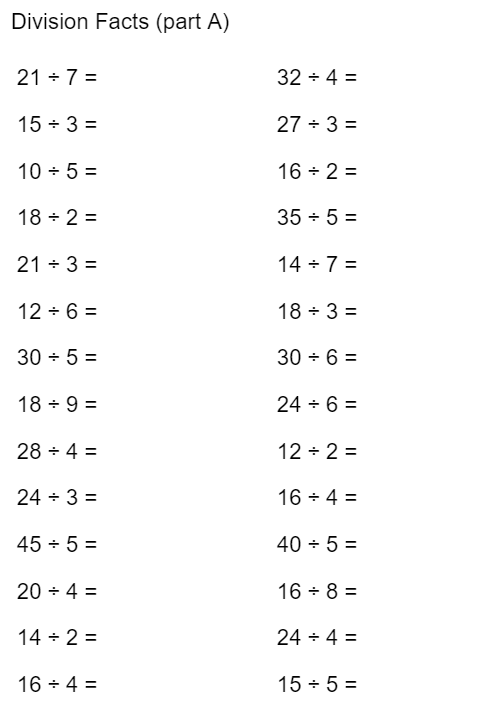 Division Facts (part A)
21 ÷ 7 = 32 ÷ 4 =
15 ÷ 3 = 27 ÷ 3 =
10 ÷ 5 = 16 ÷ 2 =
18 ÷ 2 = 35 ÷ 5 =
21 ÷ 3 = 14 ÷ 7 =
12 ÷ 6 = 18 ÷ 3 =
30 ÷ 5 = 30 ÷ 6 =
18 ÷ 9 = 24 ÷ 6 =
28 ÷ 4 = 12 ÷ 2 =
24 ÷ 3 = 16 ÷ 4 =
45 ÷ 5 = 40 ÷ 5 =
20 ÷ 4 = 16 ÷ 8 =
14 ÷ 2 = 24 ÷ 4 =
16 ÷ 4 = 15 ÷ 5 =